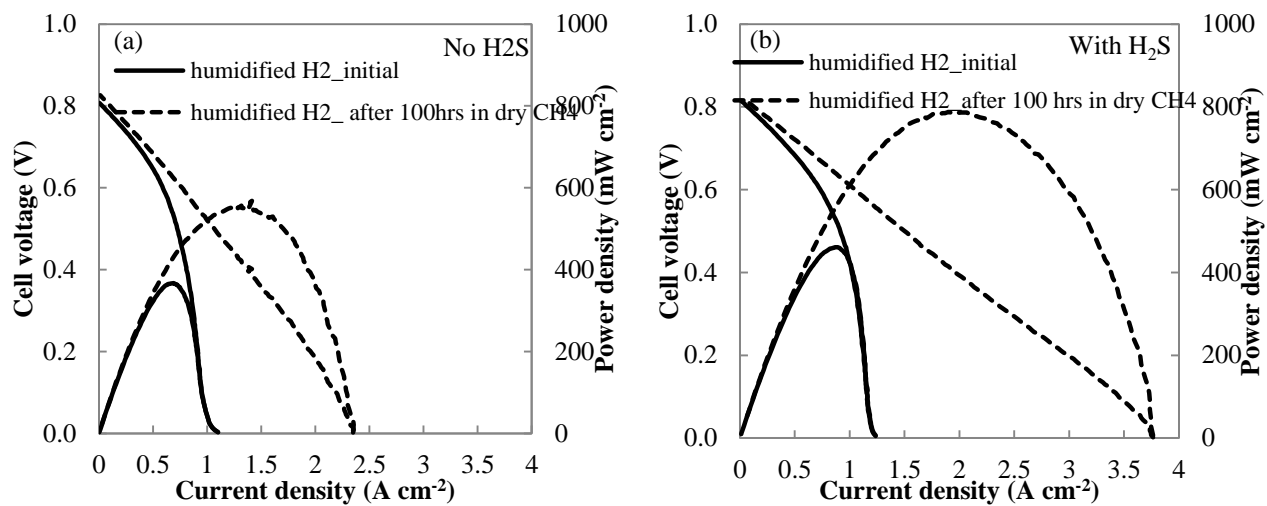 (a)
No H2S
humidified H2_initial
humidified H2_ after 100hrs in dry CH4
Cell voltage (V)
1.0
0.8
0.6
0.4
0.2
0.0
1000
800
600
400
200
0
Power density (mW cm-2)
0 0.5 1 1.5 2 2.5 3 3.5 4
Current density (A cm-2)
(b)
With H2S
humidified H2_initial
humidified H2_ after 100 hrs in dry CH4
Cell voltage (V)
1.0
0.8
0.6
0.4
0.2
0.0
1000
800
600
400
200
0
Power density (mW cm-2)
0 0.5 1 1.5 2 2.5 3 3.5 4
Current density (A cm-2)